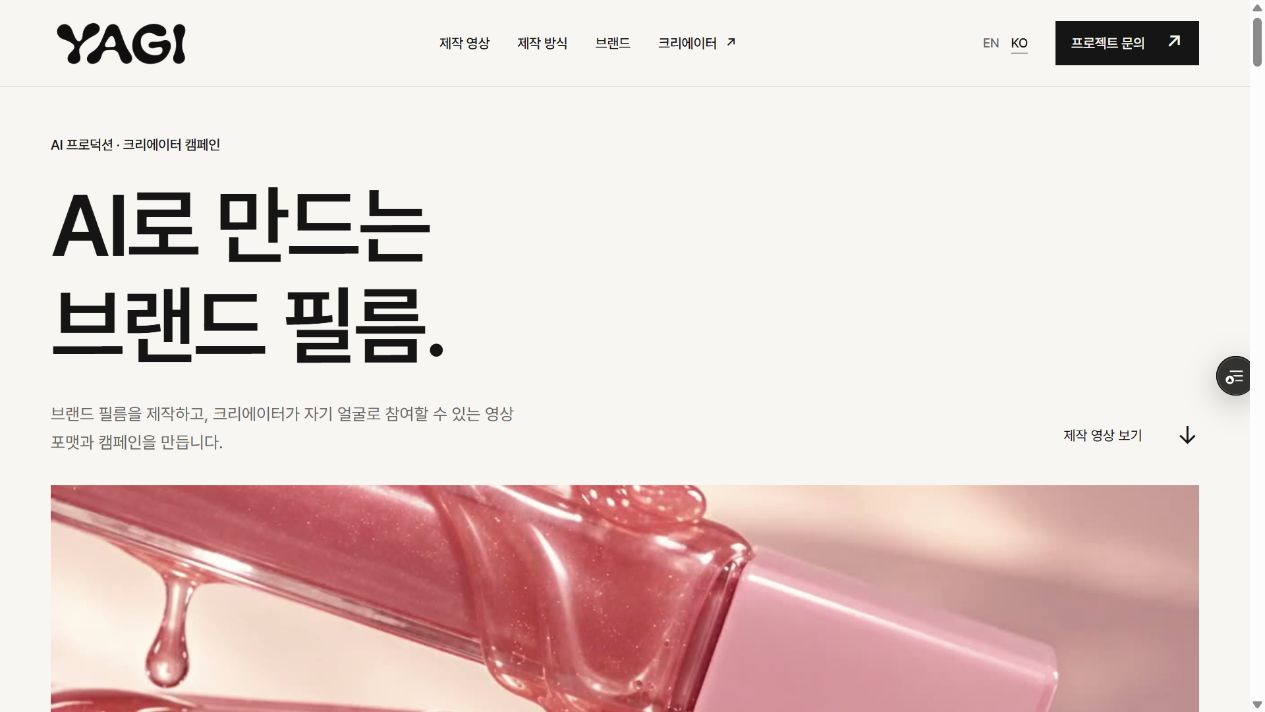 YAGI
제작 영상
제작 방식
브랜드
크리에이터 ↗
EN KO
프로젝트 문의 ↗
AI 프로덕션 · 크리에이터 캠페인
AI로 만드는
브랜드 필름.
브랜드 필름을 제작하고, 크리에이터가 자기 얼굴로 참여할 수 있는 영상
포맷과 캠페인을 만듭니다.
제작 영상 보기 ↓